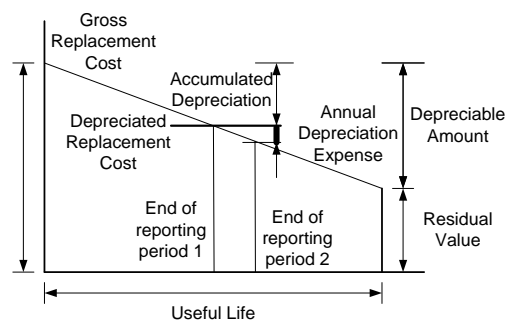 Gross
Replacement
Cost
Accumulated
Depreciation
Depreciated
Replacement
Cost
Annual
Depreciation
Expense
Depreciable
Amount
End of
reporting
period 1
End of
reporting
period 2
Residual
Value
Useful Life